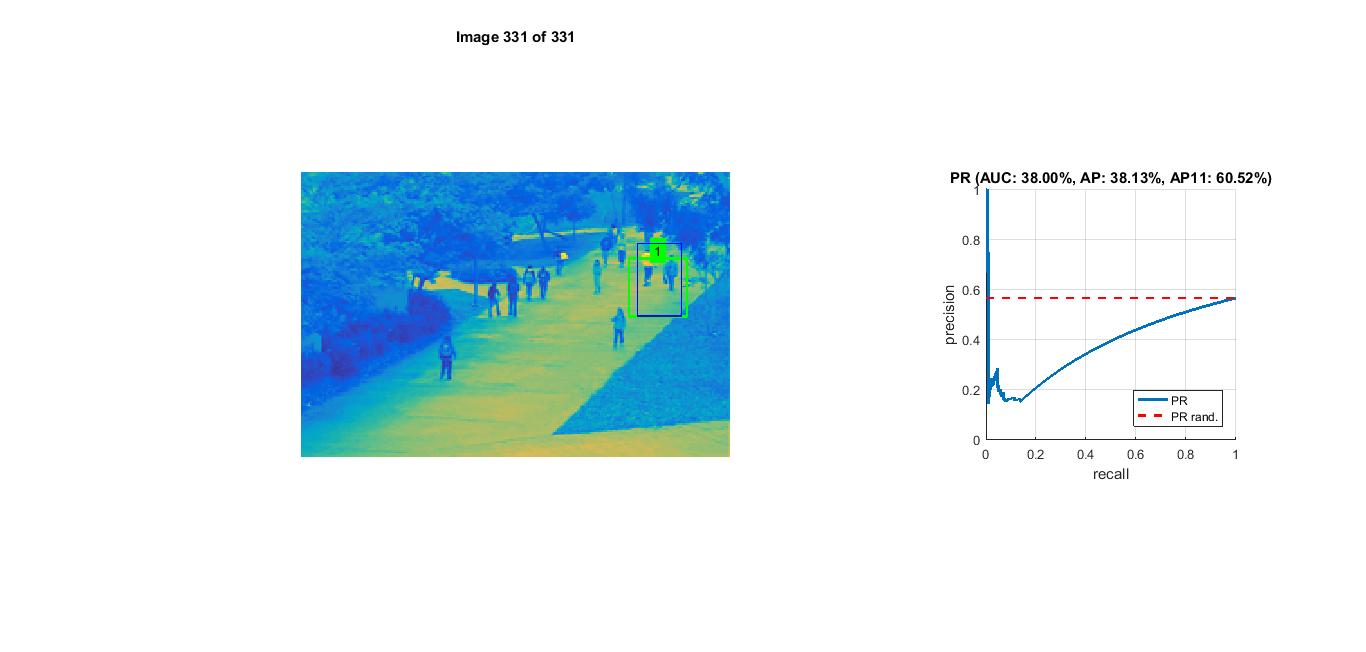 Image 331 of 331
1
PR (AUC: 38.00%, AP: 38.13%, AP11: 60.52%)
1
0.8
0.6
0.4
0.2
0
precision
PR
PR rand.
0 0.2 0.4 0.6 0.8 1
recall